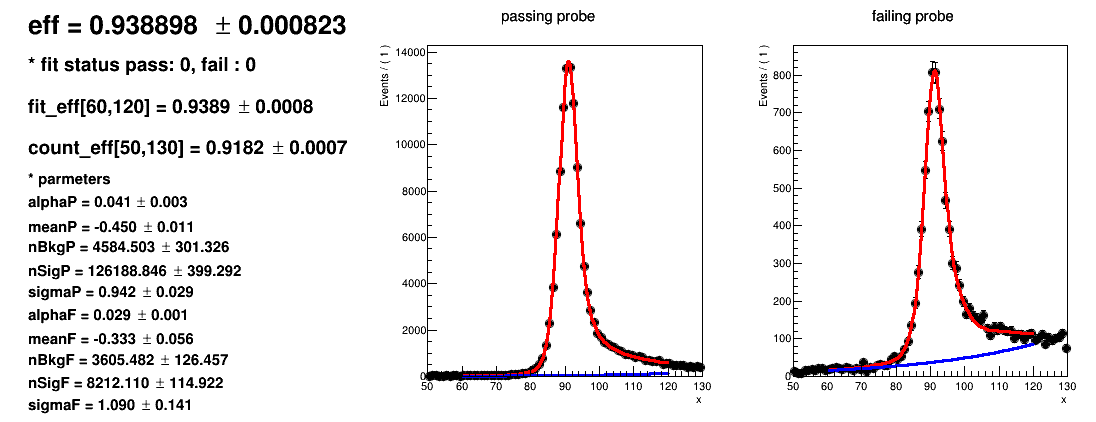 eff = 0.938898 ± 0.000823
* fit status pass: 0, fail : 0
fit_eff[60,120] = 0.9389 ± 0.0008
count_eff[50,130] = 0.9182 ± 0.0007
* parmeters
alphaP = 0.041 ± 0.003
meanP = -0.450 ± 0.011
nBkgP = 4584.503 ± 301.326
nSigP = 126188.846 ± 399.292
sigmaP = 0.942 ± 0.029
alphaF = 0.029 ± 0.001
meanF = -0.333 ± 0.056
nBkgF = 3605.482 ± 126.457
nSigF = 8212.110 ± 114.922
sigmaF = 1.090 ± 0.141
passing probe
Events / ( 1 )
14000
12000
10000
8000
6000
4000
2000
0
50 60 70 80 90 100 110 120 130
x
failing probe
Events / ( 1 )
800
700
600
500
400
300
200
100
0
50 60 70 80 90 100 110 120 130
x